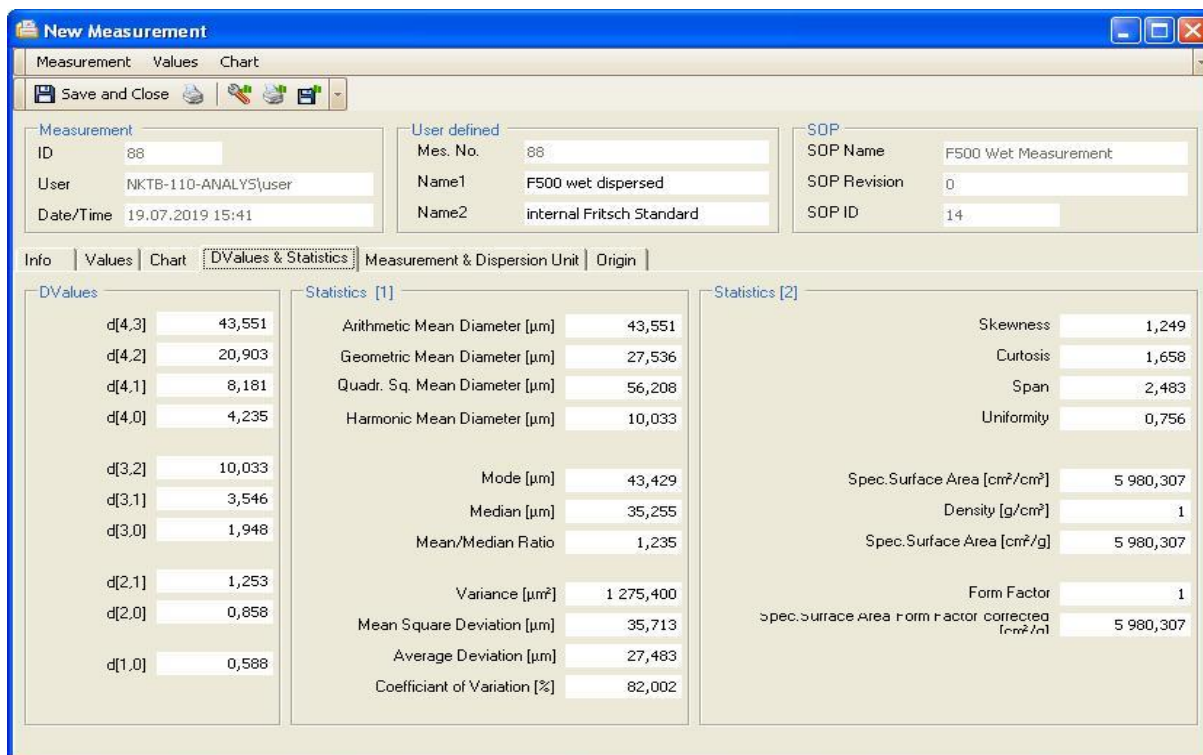 New Measurement
Measurement Values Chart
Save and Close
Measurement
ID 88
User NKTB-110-ANALYS\user
Date/Time 19.07.2019 15:41
User defined
Mes. No. 88
Name1 F500 wet dispersed
Name2 internal Fritsch Standard
SOP
SOP Name F500 Wet Measurement
SOP Revision 0
SOP ID 14
Info Values Chart DValues & Statistics Measurement & Dispersion Unit Origin
DValues
d[4,3] 43,551
d[4,2] 20,903
d[4,1] 8,181
d[4,0] 4,235
d[3,2] 10,033
d[3,1] 3,546
d[3,0] 1,948
d[2,1] 1,253
d[2,0] 0,858
d[1,0] 0,588
Statistics [1]
Arithmetic Mean Diameter [µm] 43,551
Geometric Mean Diameter [µm] 27,536
Quadr. Sq. Mean Diameter [µm] 56,208
Harmonic Mean Diameter [µm] 10,033
Mode [µm] 43,429
Median [µm] 35,255
Mean/Median Ratio 1,235
Variance [µm²] 1 275,400
Mean Square Deviation [µm] 35,713
Average Deviation [µm] 27,483
Coefficiant of Variation [%] 82,002
Statistics [2]
Skewness 1,249
Curtosis 1,658
Span 2,483
Uniformity 0,756
Spec.Surface Area [cm²/cm³] 5 980,307
Density [g/cm³] 1
Spec.Surface Area [cm²/g] 5 980,307
Form Factor 1
Spec.Surface Area Form Factor corrected
[cm²/g] 5 980,307